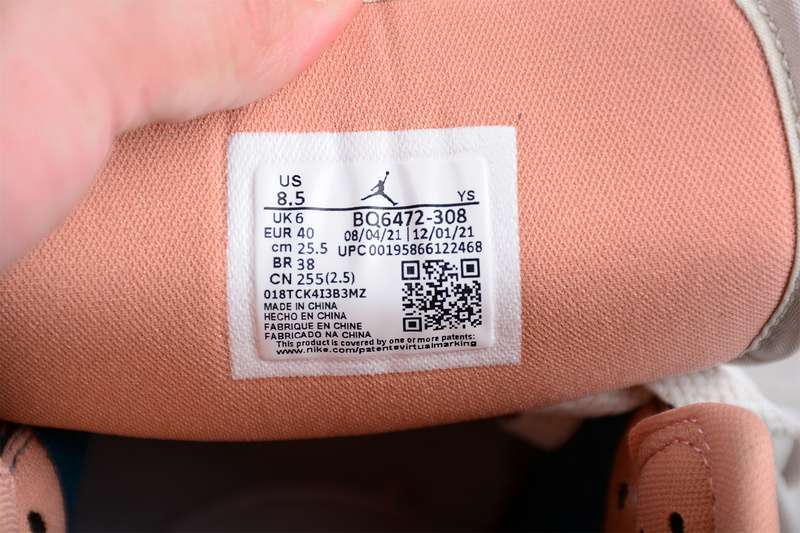 US
8.5
YS
UK 6 BQ6472-308
EUR 40 08/04/21 | 12/01/21
cm 25.5 UPC 00195866122468
BR 38
CN 255(2.5)
018TCK4I3B3MZ
MADE IN CHINA
HECHO EN CHINA
FABRIQUE EN CHINE
FABRICADO NA CHINA
This product is covered by one or more patents:
www.nike.com/patentsvirtualmarking